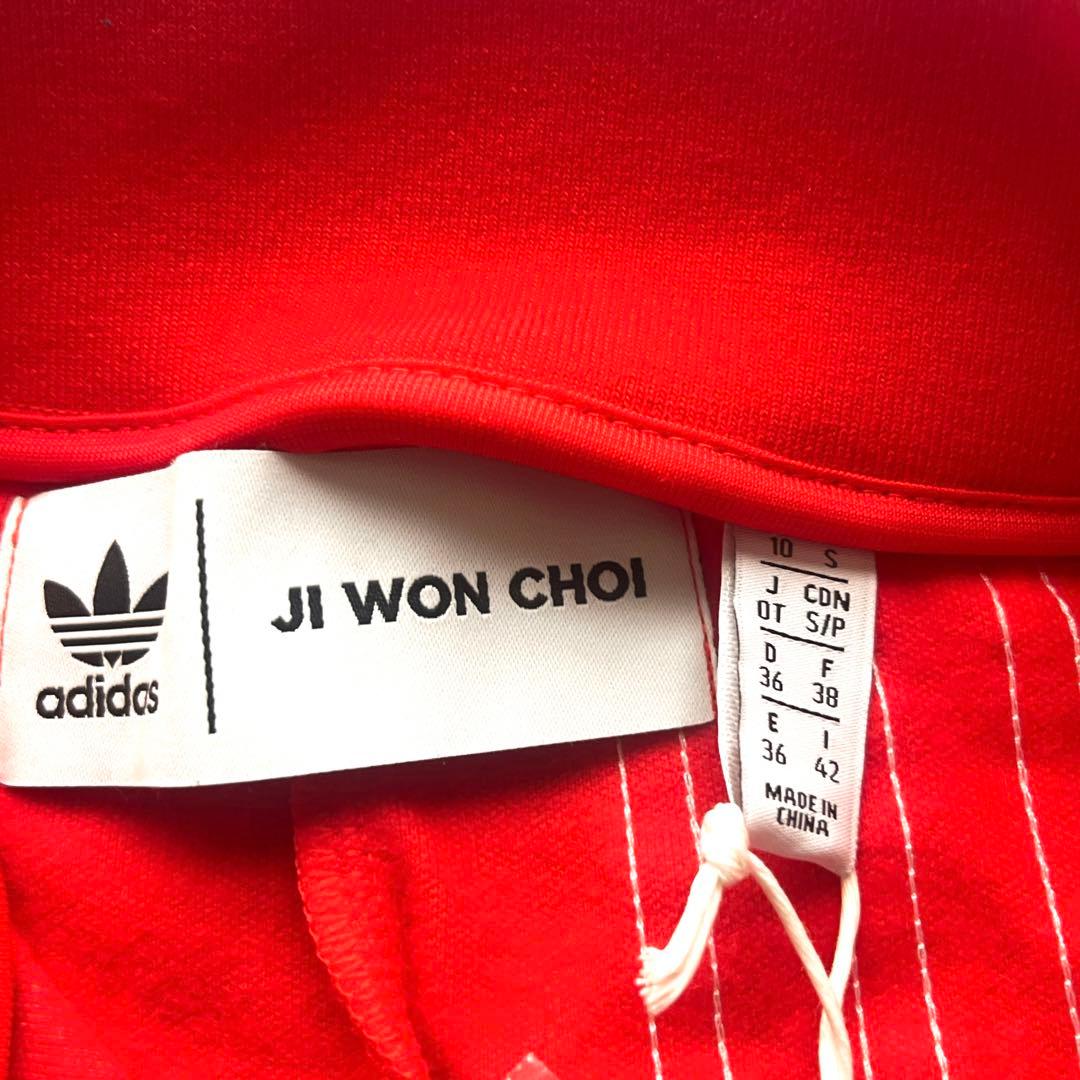 adidas
JI WON CHOI
10 S
J CDN
OT S/P
D F
36 38
E I
36 42
MADE IN
CHINA